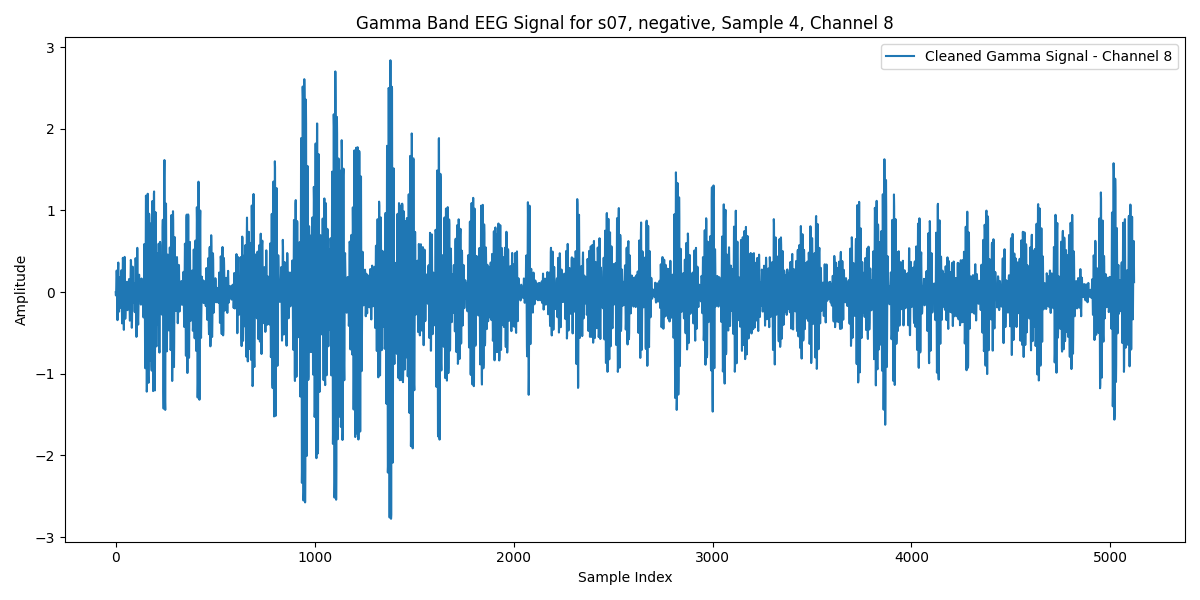 Gamma Band EEG Signal for s07, negative, Sample 4, Channel 8
Cleaned Gamma Signal - Channel 8
3
2
1
0
−1
−2
−3
Amplitude
0 1000 2000 3000 4000 5000
Sample Index